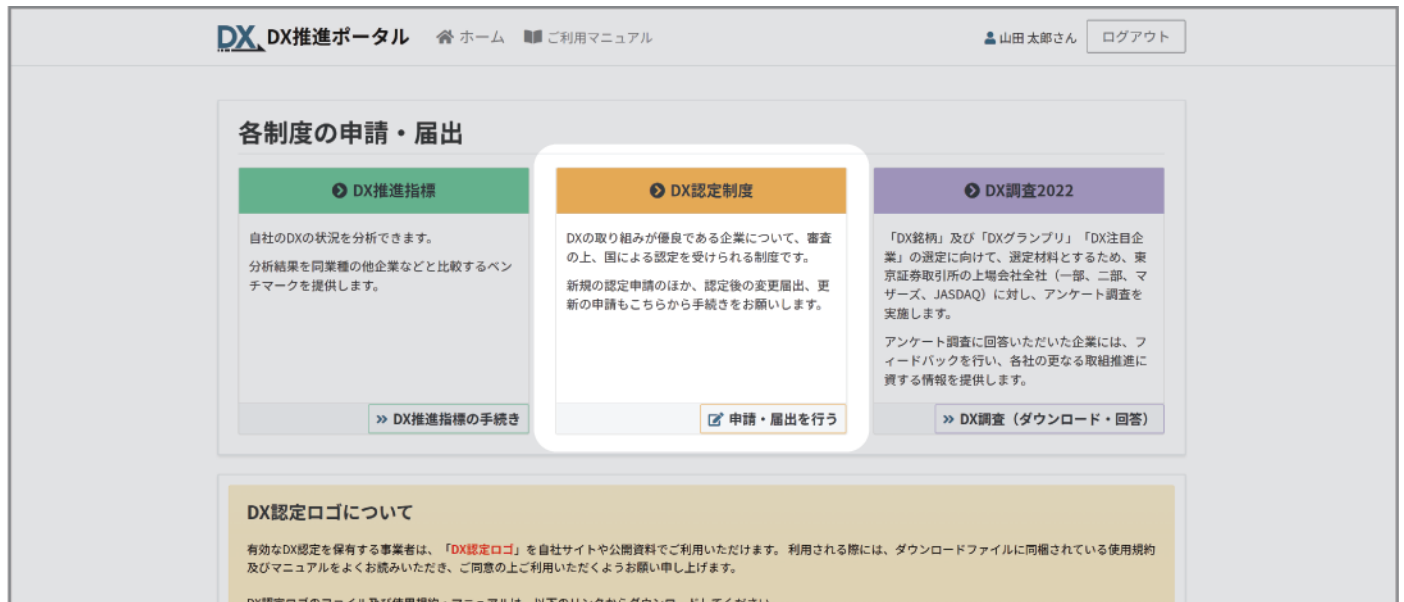 DX DX推進ポータル ホーム ご利用マニュアル 山田 太郎さん ログアウト
各制度の申請・届出
DX推進指標
自社のDXの状況を分析できます。
分析結果を同業種の他企業などと比較するベン
チマークを提供します。
DX推進指標の手続き
DX認定制度
DXの取り組みが優良である企業について、審査
の上、国による認定を受けられる制度です。
新規の認定申請のほか、認定後の変更届出、更
新の申請もこちらから手続きをお願いします。
申請・届出を行う
DX調査2022
「DX銘柄」及び「DXグランプリ」「DX注目企
業」の選定に向けて、選定材料とするため、東
京証券取引所の上場会社全社（一部、二部、マ
ザーズ、JASDAQ）に対し、アンケート調査を
実施します。
アンケート調査に回答いただいた企業には、フ
ィードバックを行い、各社の更なる取組推進に
資する情報を提供します。
DX調査（ダウンロード・回答）
DX認定ロゴについて
有効なDX認定を保有する事業者は、「DX認定ロゴ」を自社サイトや公開資料でご利用いただけます。利用される際には、ダウンロードファイルに同梱されている使用規約
及びマニュアルをよくお読みいただき、ご同意の上ご利用いただくようお願い申し上げます。